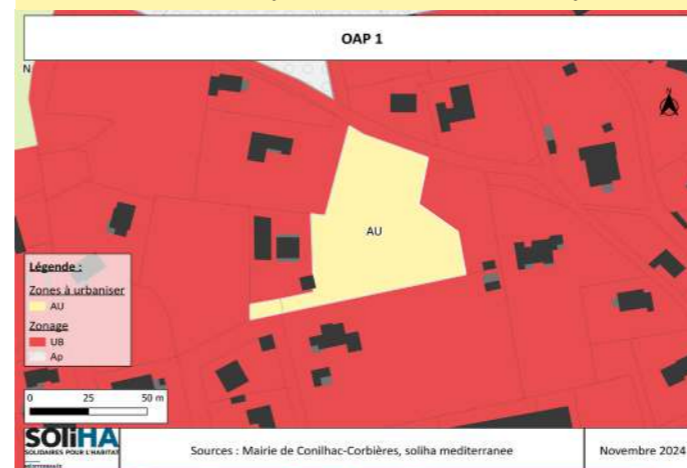 OAP 1
N
N
AU
Légende :
Zones à urbaniser
AU
Zonage
UB
Ap
0 25 50 m
SOliHA
SOLIDAIRES POUR L'HABITAT
Sources : Mairie de Conilhac-Corbières, soliha mediterranee
Novembre 2024